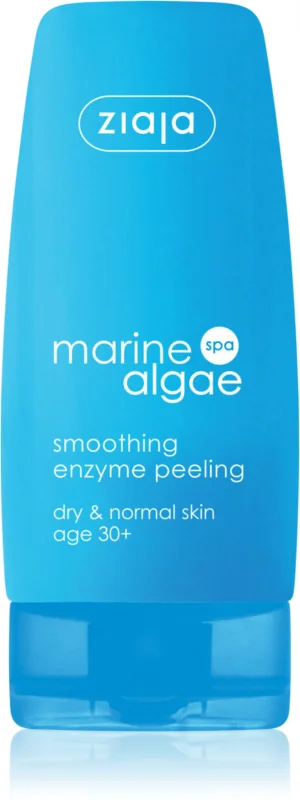 ziaja
marine spa
algae
smoothing
enzyme peeling
dry & normal skin
age 30+